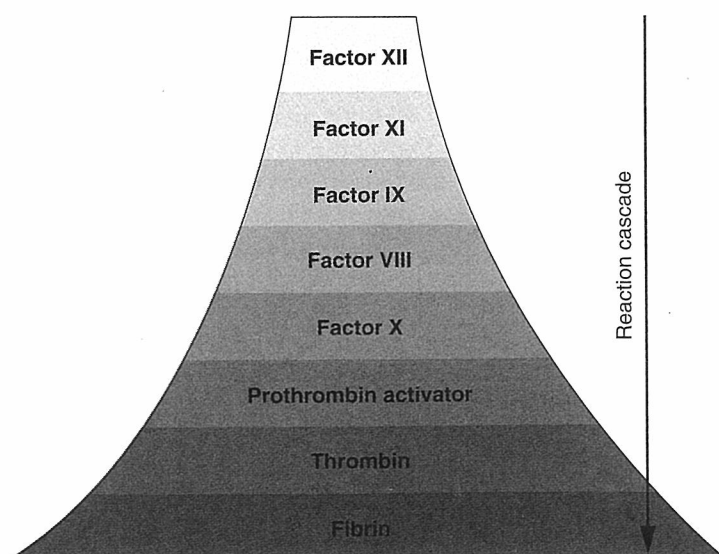 Factor XII
Factor XI
Factor IX
Factor VIII
Factor X
Prothrombin activator
Thrombin
Fibrin
Reaction cascade